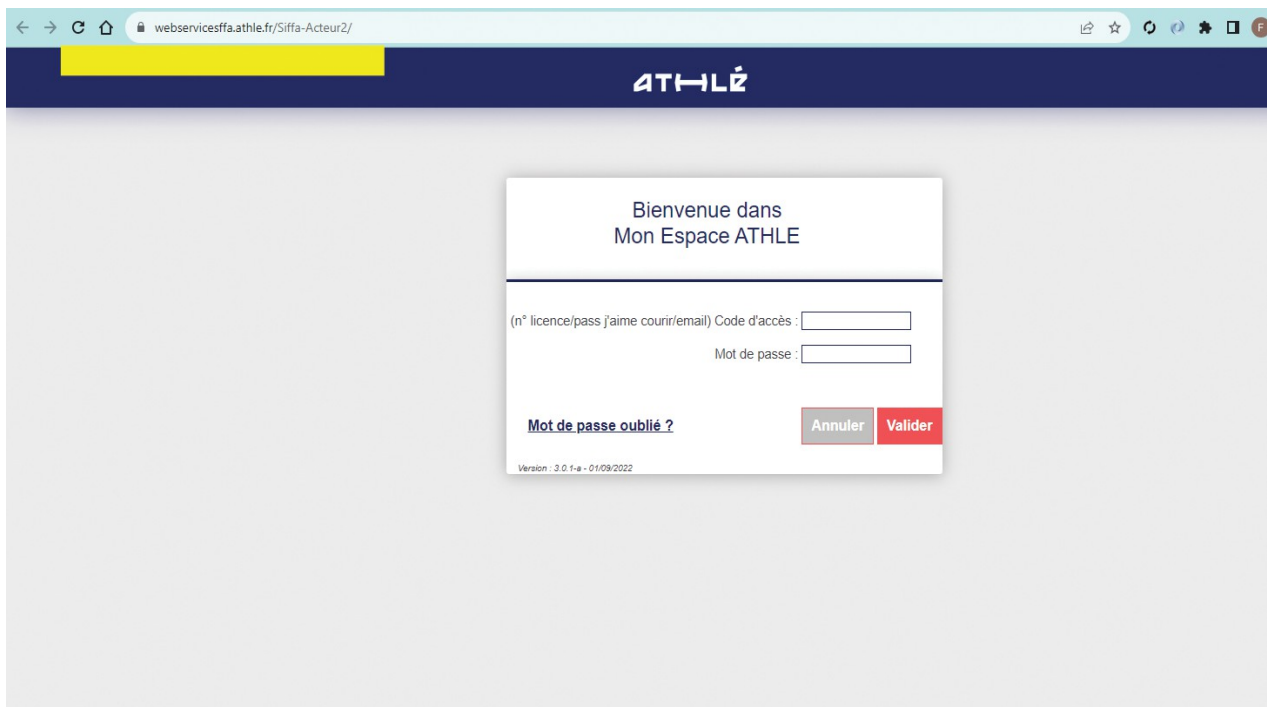 webservicesffa.athle.fr/Siffa-Acteur2/
F
ATHLÉ
Bienvenue dans
Mon Espace ATHLE
(n° licence/pass j'aime courir/email) Code d'accès :
Mot de passe :
Mot de passe oublié ?
Annuler Valider
Version : 3.0.1-a - 01/09/2022